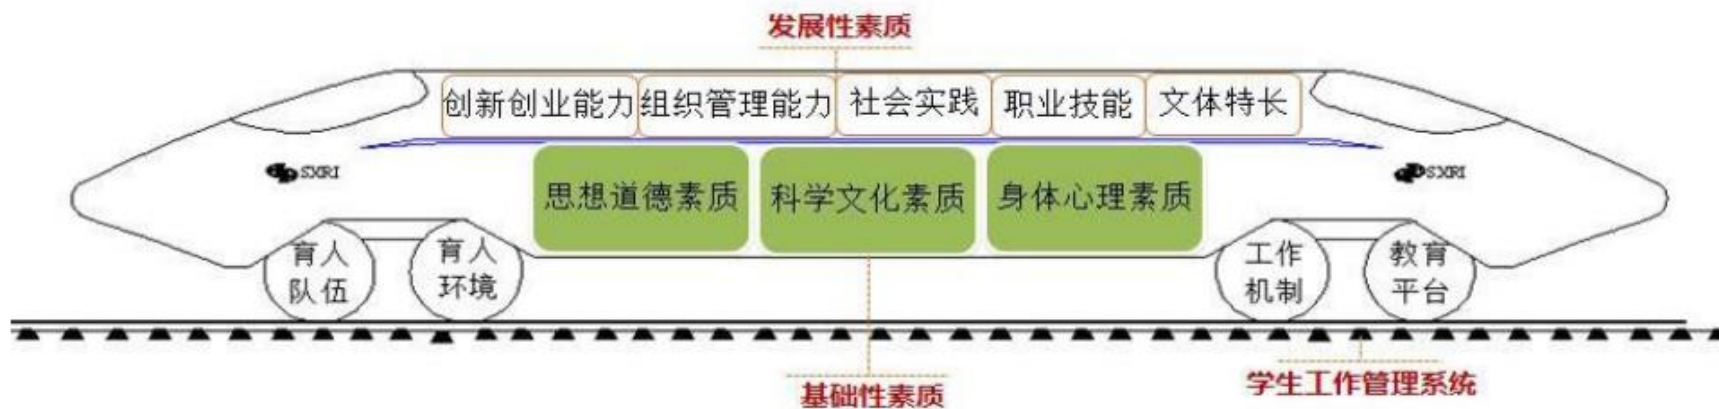 发展性素质
创新创业能力 组织管理能力 社会实践 职业技能 文体特长
SXRI SXRI
思想道德素质 科学文化素质 身体心理素质
育人 育人 工作 教育
队伍 环境 机制 平台
基础性素质 学生工作管理系统